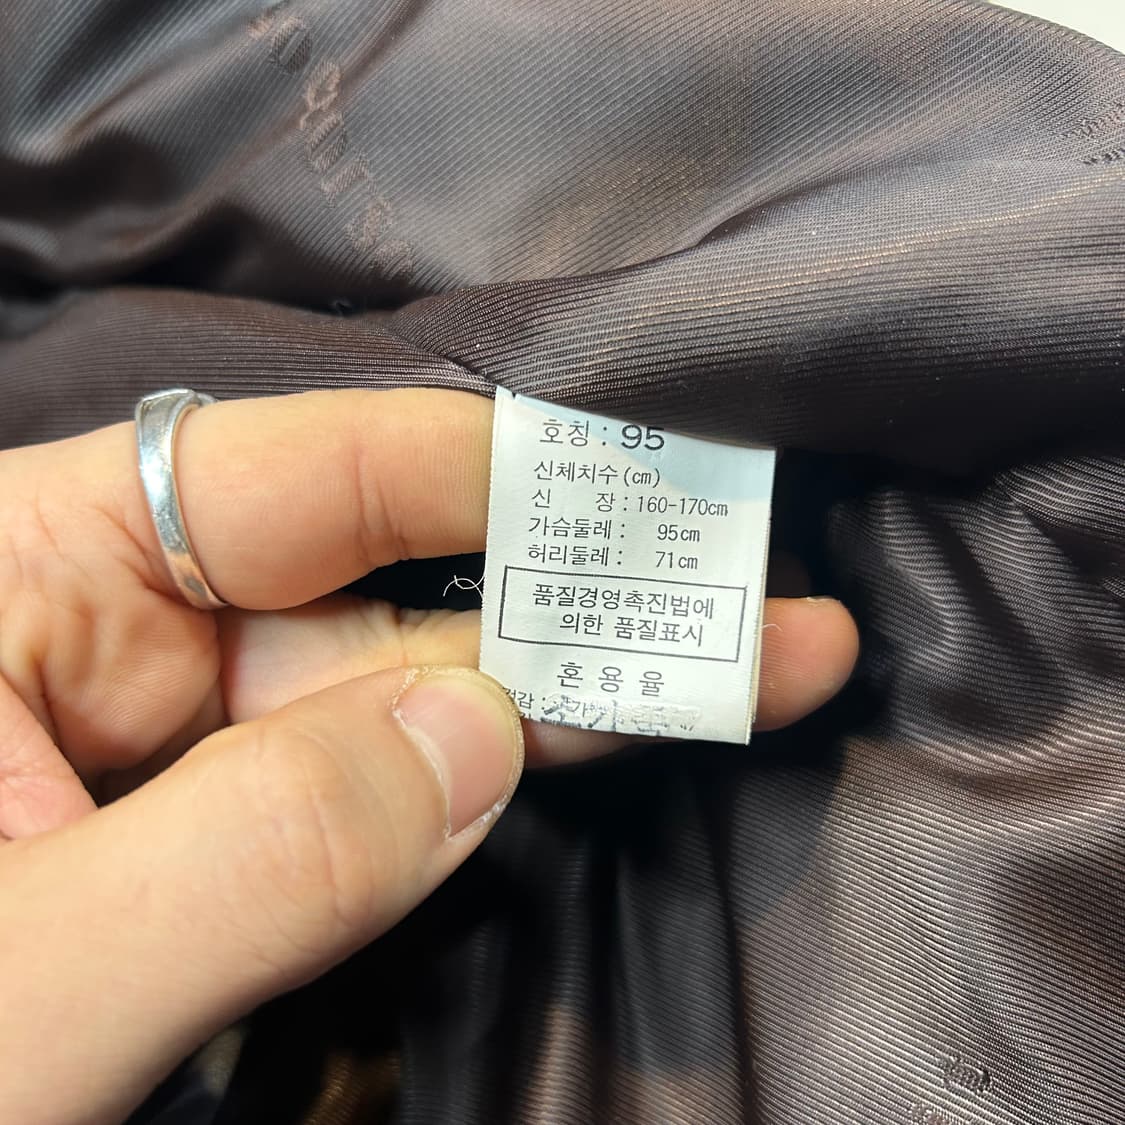 호칭 : 95
신체치수 (cm)
신 장 : 160-170cm
가슴둘레 : 95cm
허리둘레 : 71cm
품질경영촉진법에
의한 품질표시
혼 용 율